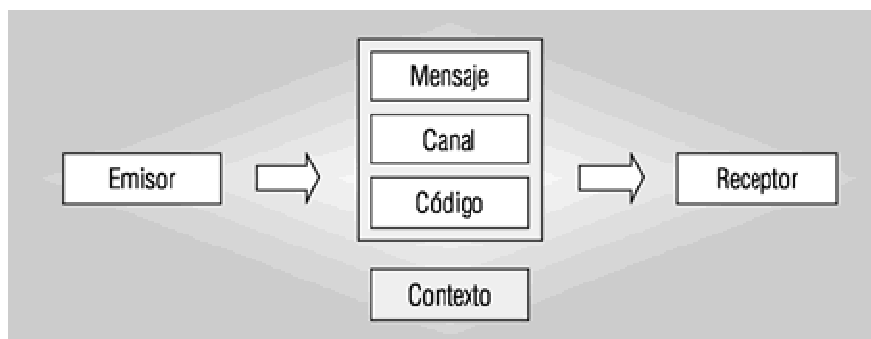 Mensaje
Canal
Emisor
Receptor
Código
Contexto